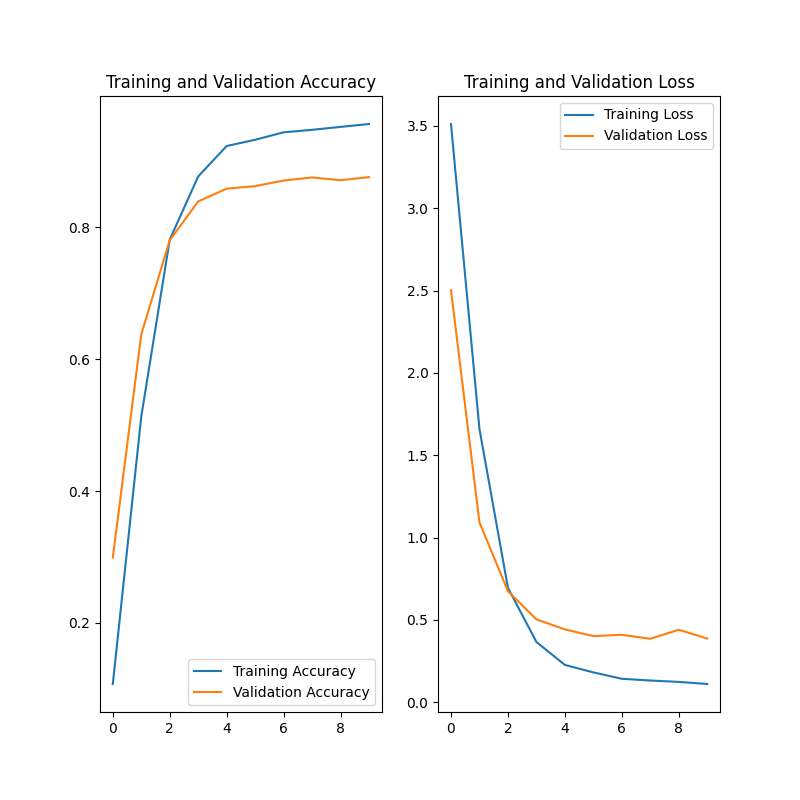 Training and Validation Accuracy
0.8
0.6
0.4
0.2
Training Accuracy
Validation Accuracy
0 2 4 6 8
Training and Validation Loss
Training Loss
Validation Loss
3.5
3.0
2.5
2.0
1.5
1.0
0.5
0.0
0 2 4 6 8